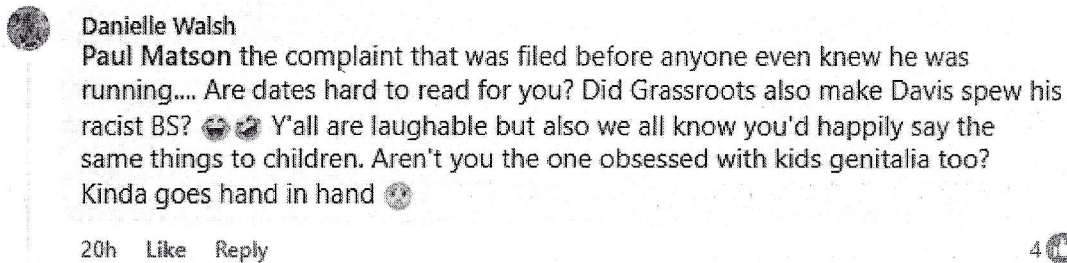 Danielle Walsh
Paul Matson the complaint that was filed before anyone even knew he was
running.... Are dates hard to read for you? Did Grassroots also make Davis spew his
racist BS? 😂🤣 Y'all are laughable but also we all know you'd happily say the
same things to children. Aren't you the one obsessed with kids genitalia too?
Kinda goes hand in hand 🤢
20h Like Reply 4